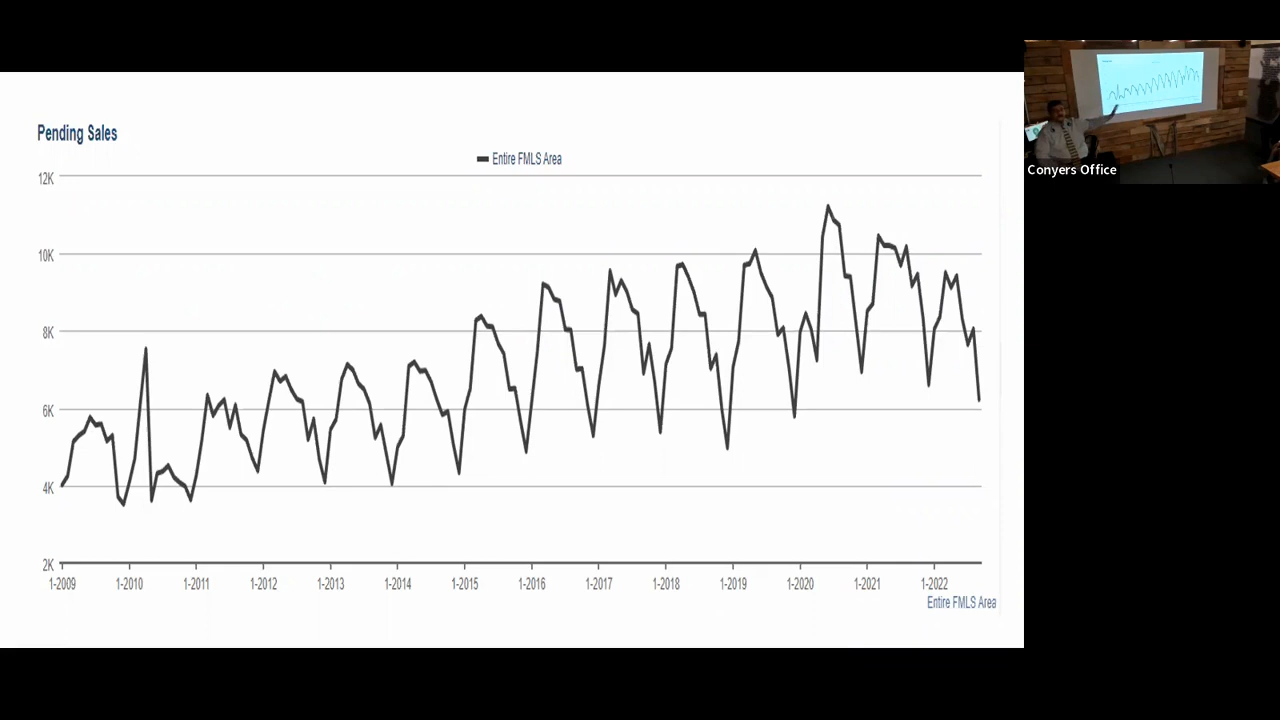 Pending Sales
Entire FMLS Area
12K
10K
8K
6K
4K
2K
1-2009 1-2010 1-2011 1-2012 1-2013 1-2014 1-2015 1-2016 1-2017 1-2018 1-2019 1-2020 1-2021 1-2022
Entire FMLS Area
Conyers Office